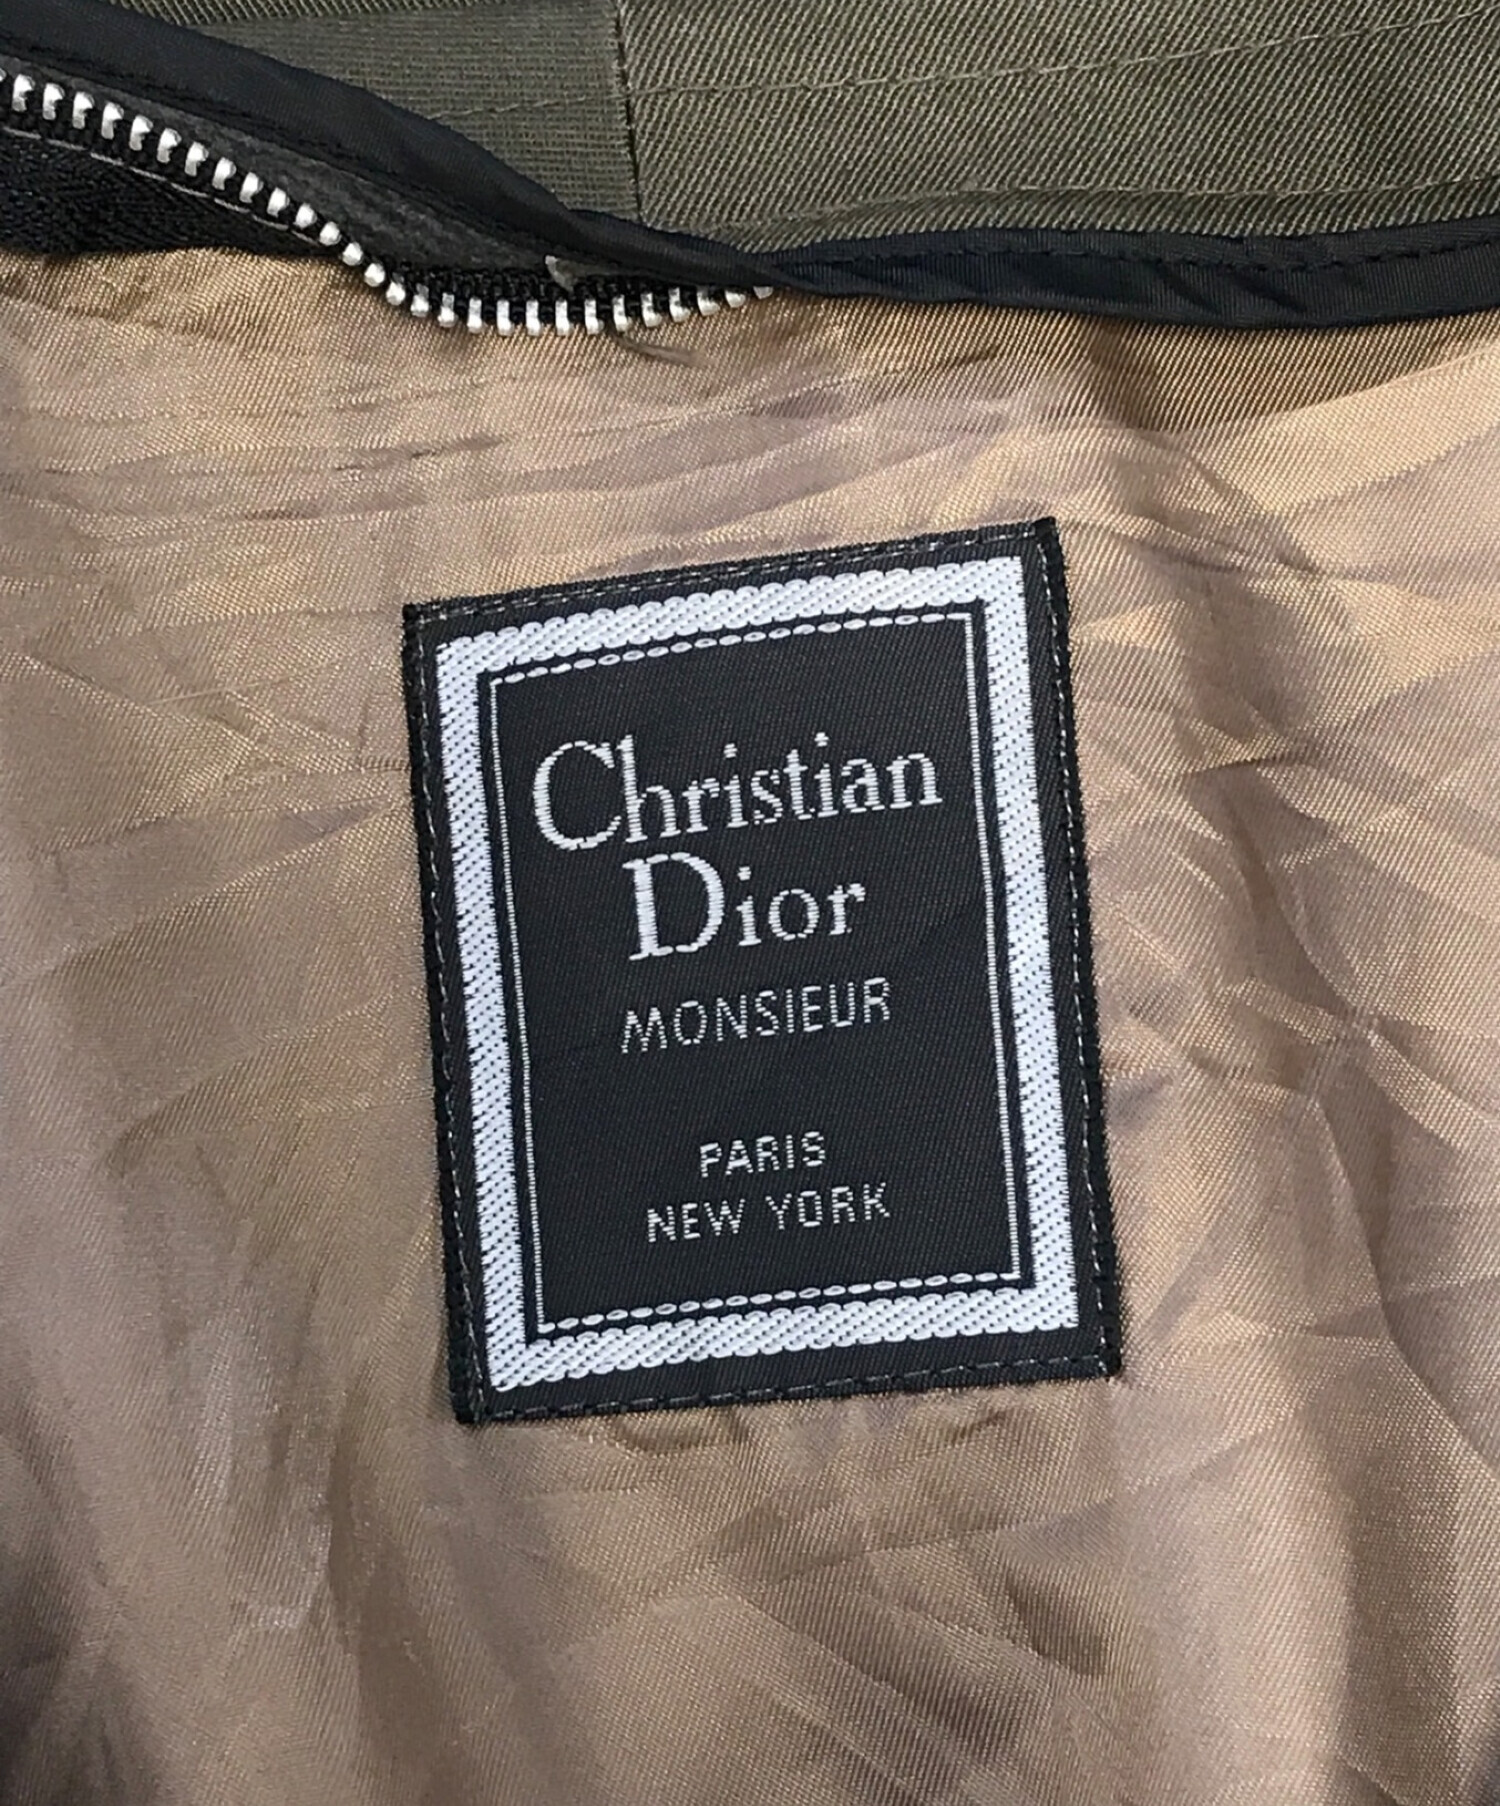 Christian
Dior
MONSIEUR
PARIS
NEW YORK